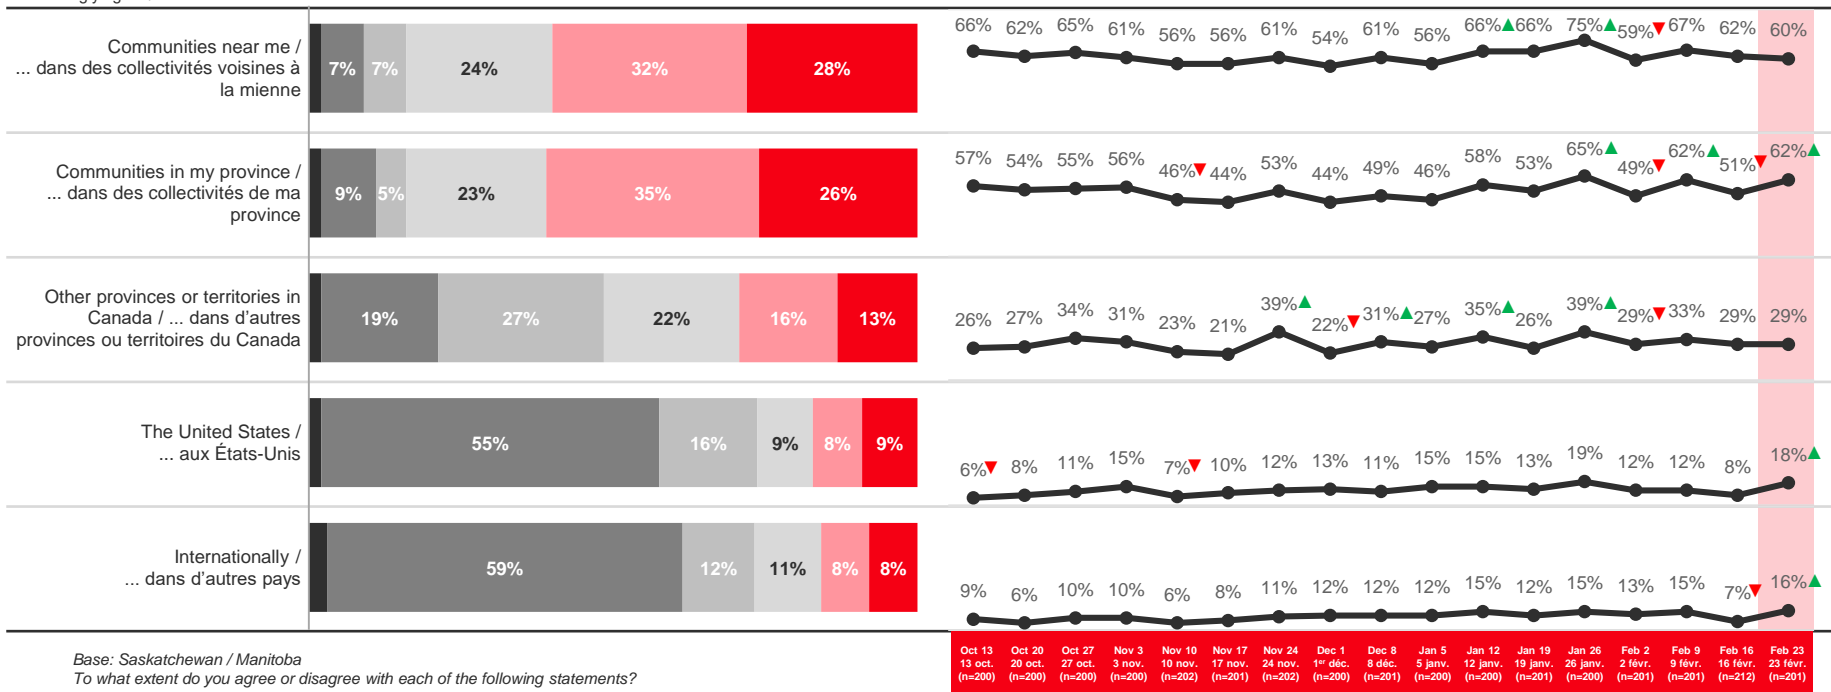 Communities near me /
... dans des collectivités voisines à
la mienne
7% 7% 24% 32% 28%
66% 62% 65% 61% 56% 56% 61% 54% 61% 56% 66%▲ 66% 75%▲ 59%▼ 67% 62% 60%
Communities in my province /
... dans des collectivités de ma
province
9% 5% 23% 35% 26%
57% 54% 55% 56% 46%▼ 44% 53% 44% 49% 46% 58% 53% 65%▲ 49%▼ 62%▲ 51%▼ 62%▲
Other provinces or territories in
Canada / ... dans d’autres
provinces ou territoires du Canada
19% 27% 22% 16% 13%
26% 27% 34% 31% 23% 21% 39%▲ 22%▼ 31%▲ 27% 35%▲ 26% 39%▲ 29%▼ 33% 29% 29%
The United States /
... aux États-Unis
55% 16% 9% 8% 9%
6%▼ 8% 11% 15% 7%▼ 10% 12% 13% 11% 15% 15% 13% 19% 12% 12% 8% 18%▲
Internationally /
... dans d’autres pays
59% 12% 11% 8% 8%
9% 6% 10% 10% 6% 8% 11% 12% 12% 12% 15% 12% 15% 13% 15% 7%▼ 16%▲
Oct 13 Oct 20 Oct 27 Nov 3 Nov 10 Nov 17 Nov 24 Dec 1 Dec 8 Jan 5 Jan 12 Jan 19 Jan 26 Feb 2 Feb 9 Feb 16 Feb 23
13 oct. 20 oct. 27 oct. 3 nov. 10 nov. 17 nov. 24 nov. 1er déc. 8 déc. 5 janv. 12 janv. 19 janv. 26 janv. 2 févr. 9 févr. 16 févr. 23 févr.
(n=200) (n=200) (n=200) (n=200) (n=202) (n=201) (n=202) (n=200) (n=201) (n=200) (n=200) (n=201) (n=200) (n=201) (n=201) (n=212) (n=201)
Base: Saskatchewan / Manitoba
To what extent do you agree or disagree with each of the following statements?